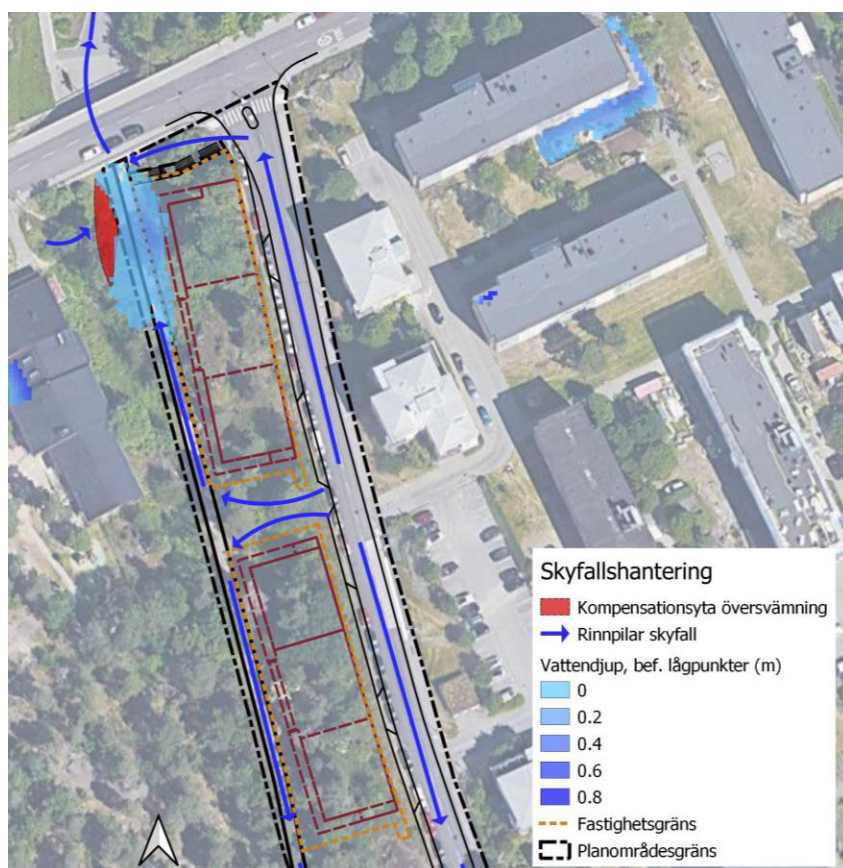 Skyfallshantering
Kompensationsyta översvämning
Rinnpilar skyfall
Vattendjup, bef. lågpunkter (m)
0
0.2
0.4
0.6
0.8
Fastighetsgräns
Planområdesgräns